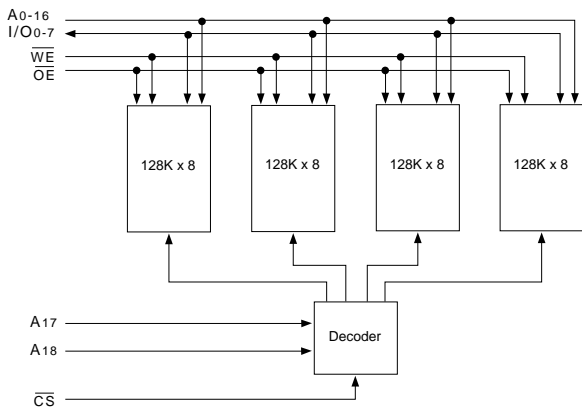 A0-16
I/O0-7
WE
OE
128K x 8 128K x 8 128K x 8 128K x 8
A17
Decoder
A18
CS